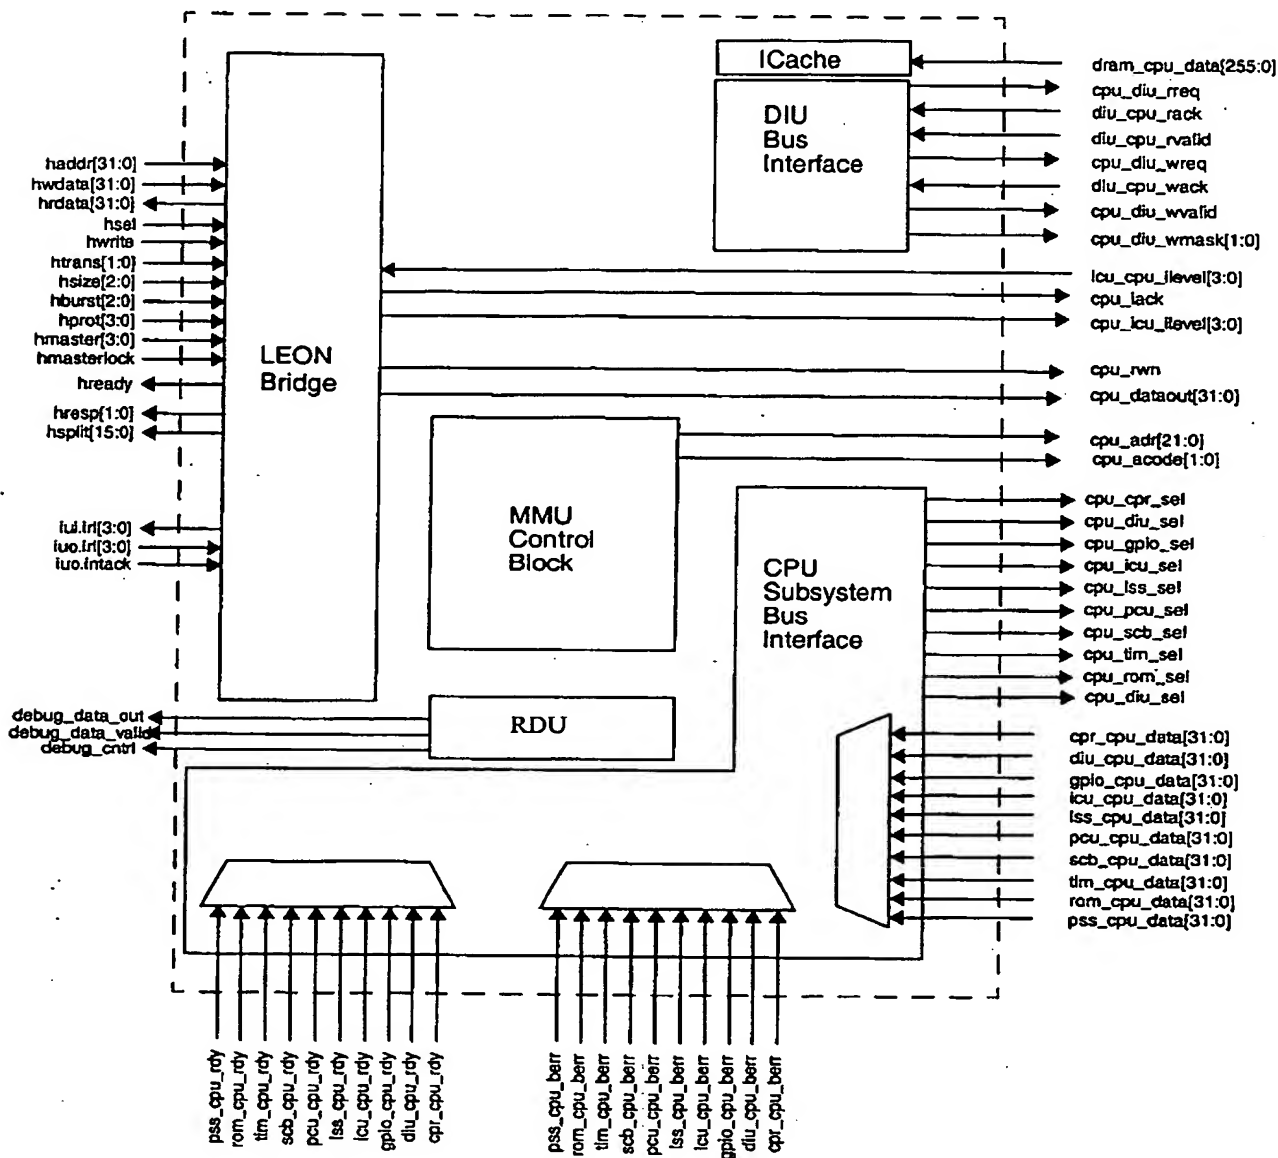 ICache
DIU
Bus
Interface
dram_cpu_data[255:0]
cpu_diu_rreq
diu_cpu_rack
diu_cpu_rvalid
cpu_diu_wreq
diu_cpu_wack
cpu_diu_wvalid
cpu_diu_wmask[1:0]
icu_cpu_ilevel[3:0]
cpu_iack
cpu_icu_ilevel[3:0]
cpu_rwn
cpu_dataout[31:0]
cpu_adr[21:0]
cpu_acode[1:0]
haddr[31:0]
hwdata[31:0]
hrdata[31:0]
hsel
hwrite
htrans[1:0]
hsize[2:0]
hburst[2:0]
hprot[3:0]
hmaster[3:0]
hmasterlock
hready
hresp[1:0]
hsplit[15:0]
iui.irl[3:0]
iuo.irl[3:0]
iuo.intack
LEON
Bridge
MMU
Control
Block
CPU
Subsystem
Bus
Interface
cpu_cpr_sel
cpu_diu_sel
cpu_gpio_sel
cpu_icu_sel
cpu_lss_sel
cpu_pcu_sel
cpu_scb_sel
cpu_tim_sel
cpu_rom_sel
cpu_diu_sel
debug_data_out
debug_data_valid
debug_cntrl
RDU
cpr_cpu_data[31:0]
diu_cpu_data[31:0]
gpio_cpu_data[31:0]
icu_cpu_data[31:0]
lss_cpu_data[31:0]
pcu_cpu_data[31:0]
scb_cpu_data[31:0]
tim_cpu_data[31:0]
rom_cpu_data[31:0]
pss_cpu_data[31:0]
pss_cpu_rdy
rom_cpu_rdy
tim_cpu_rdy
scb_cpu_rdy
pcu_cpu_rdy
lss_cpu_rdy
icu_cpu_rdy
gpio_cpu_rdy
diu_cpu_rdy
cpr_cpu_rdy
pss_cpu_berr
rom_cpu_berr
tim_cpu_berr
scb_cpu_berr
pcu_cpu_berr
lss_cpu_berr
icu_cpu_berr
gpio_cpu_berr
diu_cpu_berr
cpr_cpu_berr